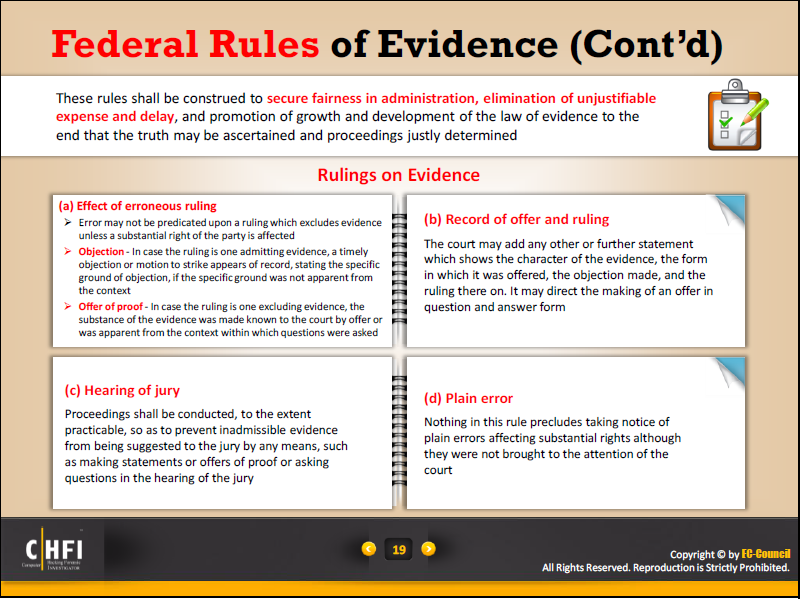 Federal Rules of Evidence (Cont'd)
These rules shall be construed to secure fairness in administration, elimination of unjustifiable
expense and delay, and promotion of growth and development of the law of evidence to the
end that the truth may be ascertained and proceedings justly determined
Rulings on Evidence
(a) Effect of erroneous ruling
Error may not be predicated upon a ruling which excludes evidence
unless a substantial right of the party is affected
Objection - In case the ruling is one admitting evidence, a timely
objection or motion to strike appears of record, stating the specific
ground of objection, if the specific ground was not apparent from
the context
Offer of proof - In case the ruling is one excluding evidence, the
substance of the evidence was made known to the court by offer or
was apparent from the context within which questions were asked
(b) Record of offer and ruling
The court may add any other or further statement
which shows the character of the evidence, the form
in which it was offered, the objection made, and the
ruling there on. It may direct the making of an offer in
question and answer form
(c) Hearing of jury
Proceedings shall be conducted, to the extent
practicable, so as to prevent inadmissible evidence
from being suggested to the jury by any means, such
as making statements or offers of proof or asking
questions in the hearing of the jury
(d) Plain error
Nothing in this rule precludes taking notice of
plain errors affecting substantial rights although
they were not brought to the attention of the
court
CHFI
Computer Hacking Forensic
INVESTIGATOR
19
Copyright © by EC-Council
All Rights Reserved. Reproduction is Strictly Prohibited.